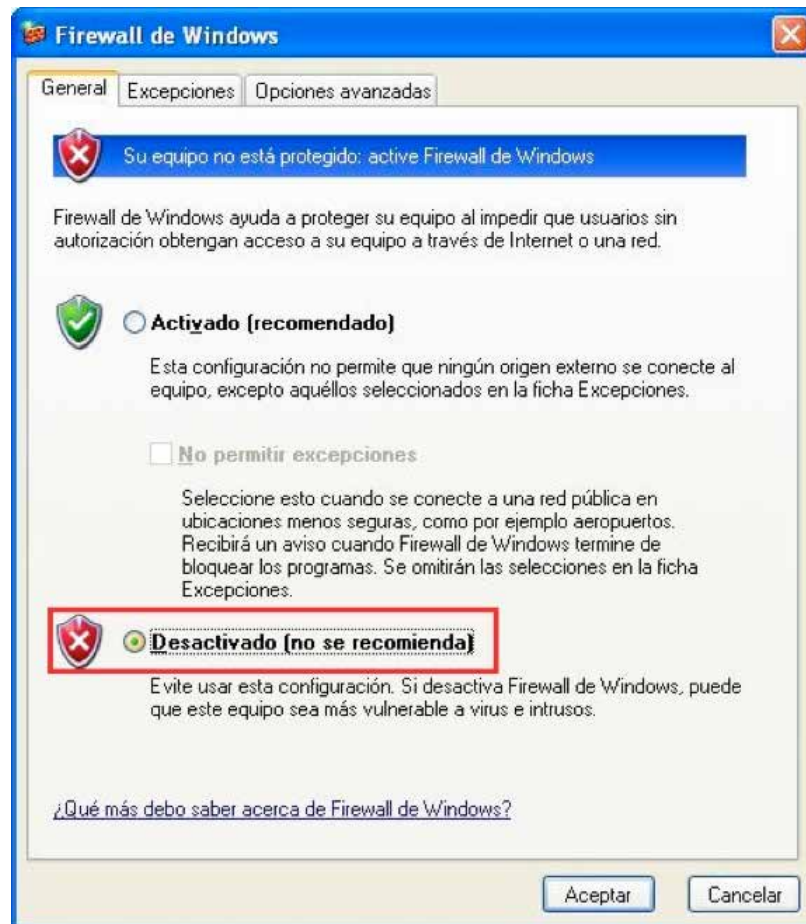 Firewall de Windows
General Excepciones Opciones avanzadas
Su equipo no está protegido: active Firewall de Windows
Firewall de Windows ayuda a proteger su equipo al impedir que usuarios sin
autorización obtengan acceso a su equipo a través de Internet o una red.
Activado (recomendado)
Esta configuración no permite que ningún origen externo se conecte al
equipo, excepto aquéllos seleccionados en la ficha Excepciones.
No permitir excepciones
Seleccione esto cuando se conecte a una red pública en
ubicaciones menos seguras, como por ejemplo aeropuertos.
Recibirá un aviso cuando Firewall de Windows termine de
bloquear los programas. Se omitirán las selecciones en la ficha
Excepciones.
Desactivado (no se recomienda)
Evite usar esta configuración. Si desactiva Firewall de Windows, puede
que este equipo sea más vulnerable a virus e intrusos.
¿Qué más debo saber acerca de Firewall de Windows?
Aceptar Cancelar